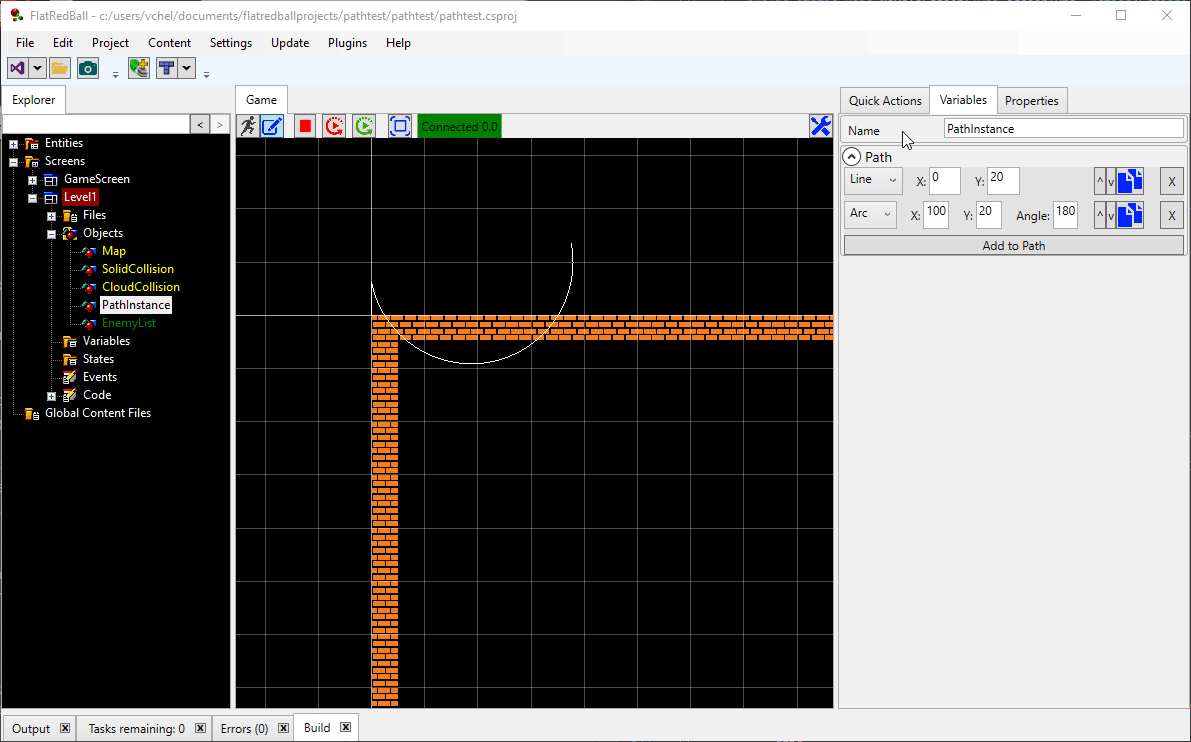 FlatRedBall - c:/users/vchel/documents/flatredballprojects/pathtest/pathtest/pathtest.csproj
File Edit Project Content Settings Update Plugins Help
Explorer
Game
Quick Actions Variables Properties
< >
Connected 0.0
Entities
Screens
GameScreen
Level1
Files
Objects
Map
SolidCollision
CloudCollision
PathInstance
EnemyList
Variables
States
Events
Code
Global Content Files
Name PathInstance
Path
Line X: 0 Y: 20 ^ v X
Arc X: 100 Y: 20 Angle: 180 ^ v X
Add to Path
Output Tasks remaining: 0 Errors (0) Build